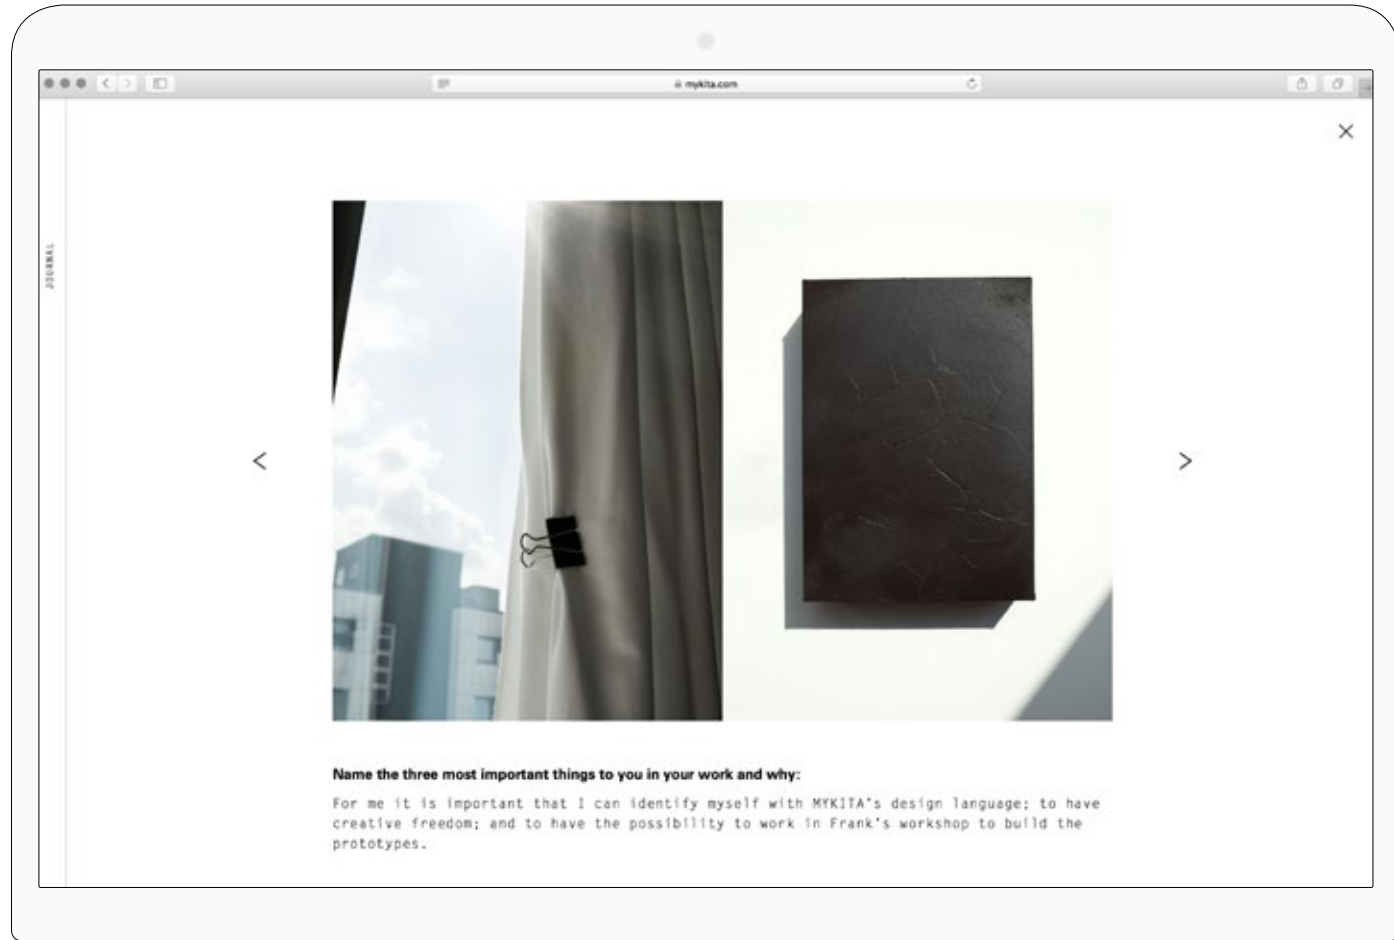 mykita.com
JOURNAL
Name the three most important things to you in your work and why:
For me it is important that I can identify myself with MYKITA's design language; to have
creative freedom; and to have the possibility to work in Frank's workshop to build the
prototypes.